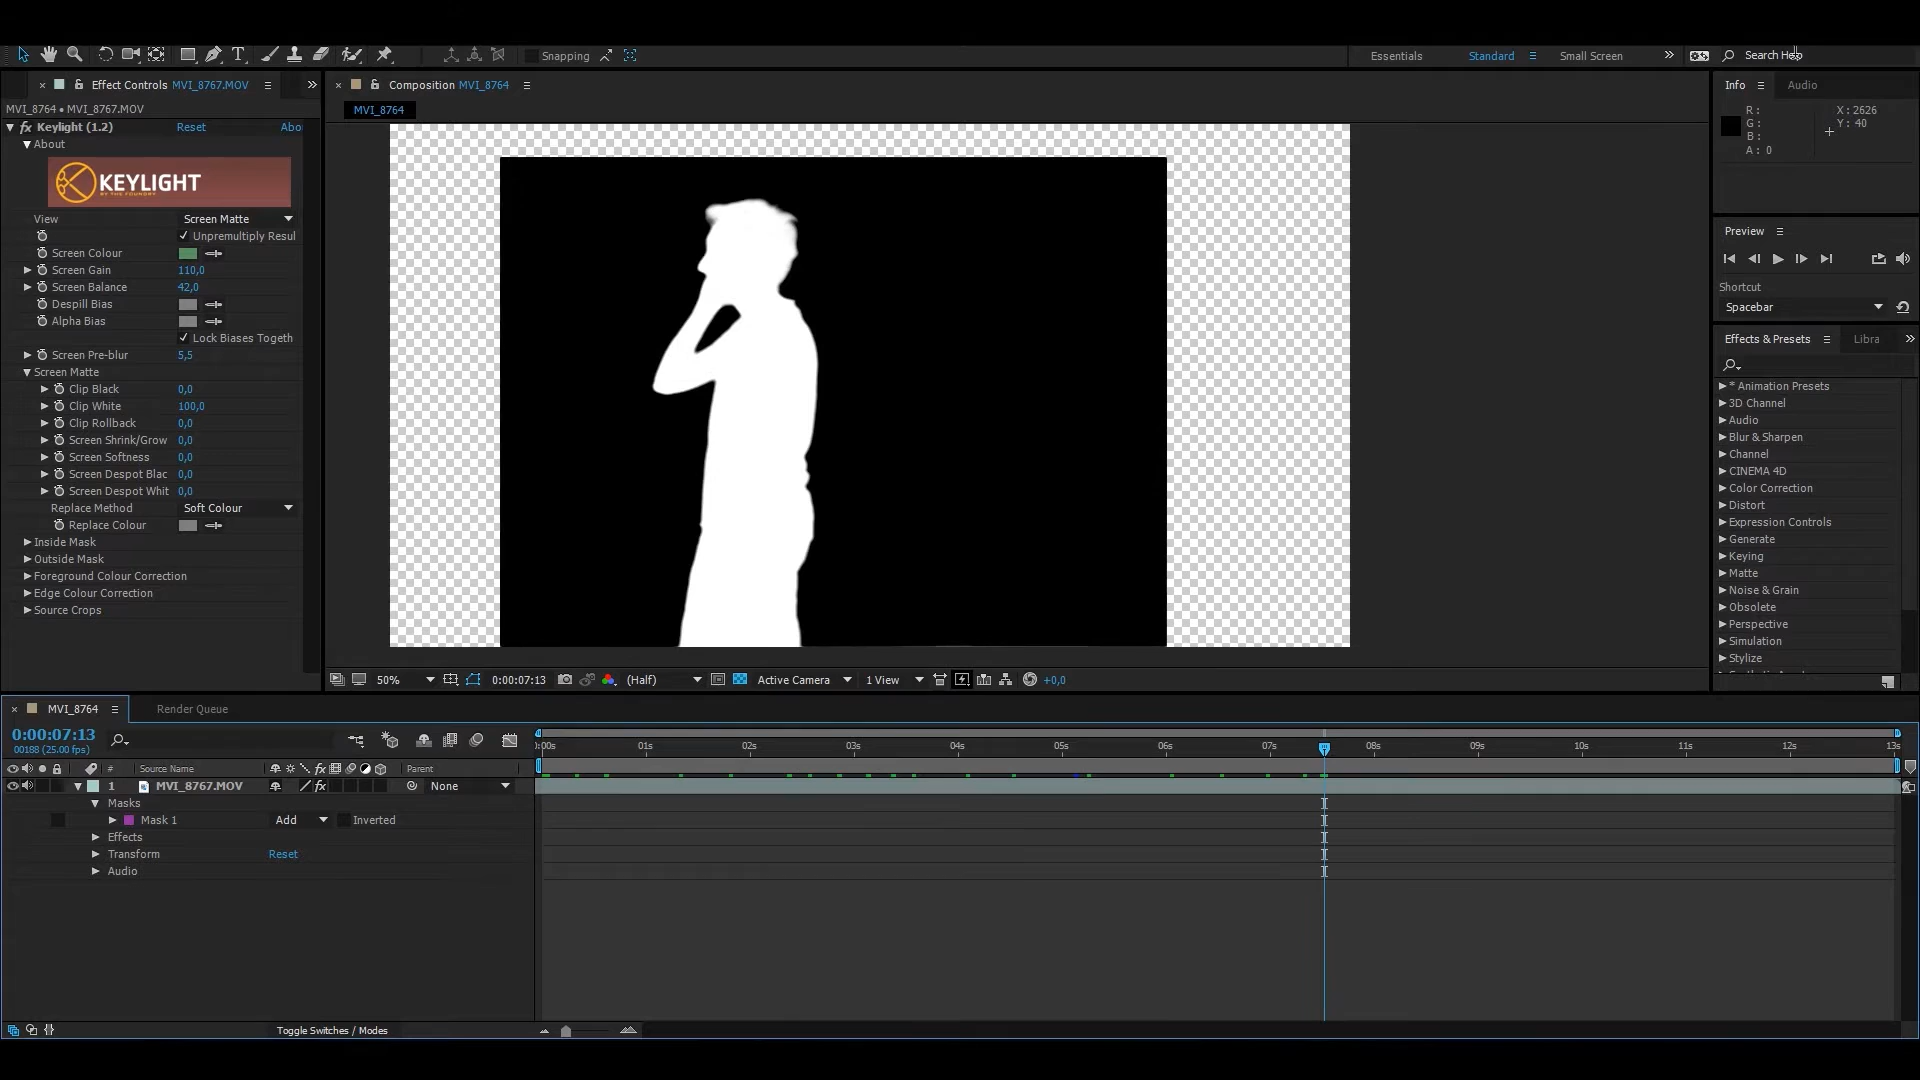 Snapping
Essentials
Standard
Small Screen
Search Help
Effect Controls MVI_8767.MOV
Composition MVI_8764
Info
Audio
MVI_8764 • MVI_8767.MOV
MVI_8764
R :
G :
B :
A : 0
X : 2626
Y : 40
Keylight (1.2)
Reset
Abo
About
KEYLIGHT
BY THE FOUNDRY
View
Screen Matte
Unpremultiply Resul
Screen Colour
Screen Gain
110,0
Screen Balance
42,0
Despill Bias
Alpha Bias
Lock Biases Togeth
Screen Pre-blur
5,5
Screen Matte
Clip Black
0,0
Clip White
100,0
Clip Rollback
0,0
Screen Shrink/Grow
0,0
Screen Softness
0,0
Screen Despot Blac
0,0
Screen Despot Whit
0,0
Replace Method
Soft Colour
Replace Colour
Inside Mask
Outside Mask
Foreground Colour Correction
Edge Colour Correction
Source Crops
Preview
Shortcut
Spacebar
Effects & Presets
Libra
* Animation Presets
3D Channel
Audio
Blur & Sharpen
Channel
CINEMA 4D
Color Correction
Distort
Expression Controls
Generate
Keying
Matte
Noise & Grain
Obsolete
Perspective
Simulation
Stylize
50%
0:00:07:13
(Half)
Active Camera
1 View
+0,0
MVI_8764
Render Queue
0:00:07:13
00188 (25.00 fps)
:00s
01s
02s
03s
04s
05s
06s
07s
08s
09s
10s
11s
12s
13s
#
Source Name
fx
Parent
1
MVI_8767.MOV
fx
None
Masks
Mask 1
Add
Inverted
Effects
Transform
Reset
Audio
Toggle Switches / Modes